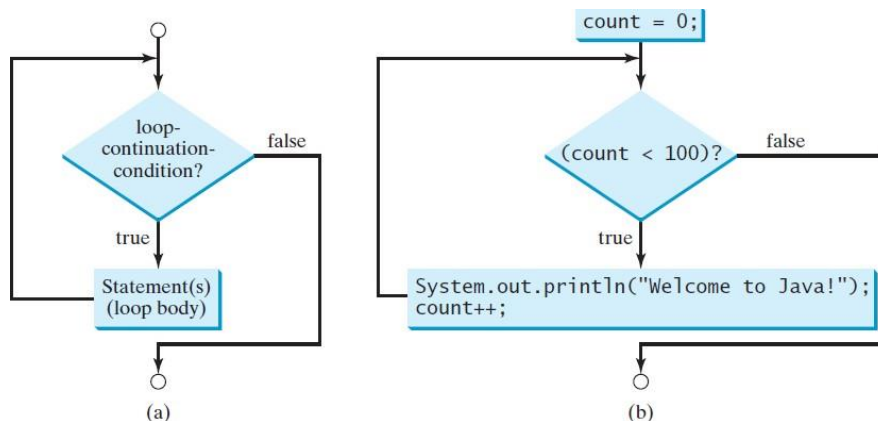 loop-
continuation-
condition?
false
true
Statement(s)
(loop body)
(a)
count = 0;
(count < 100)?
false
true
System.out.println("Welcome to Java!");
count++;
(b)